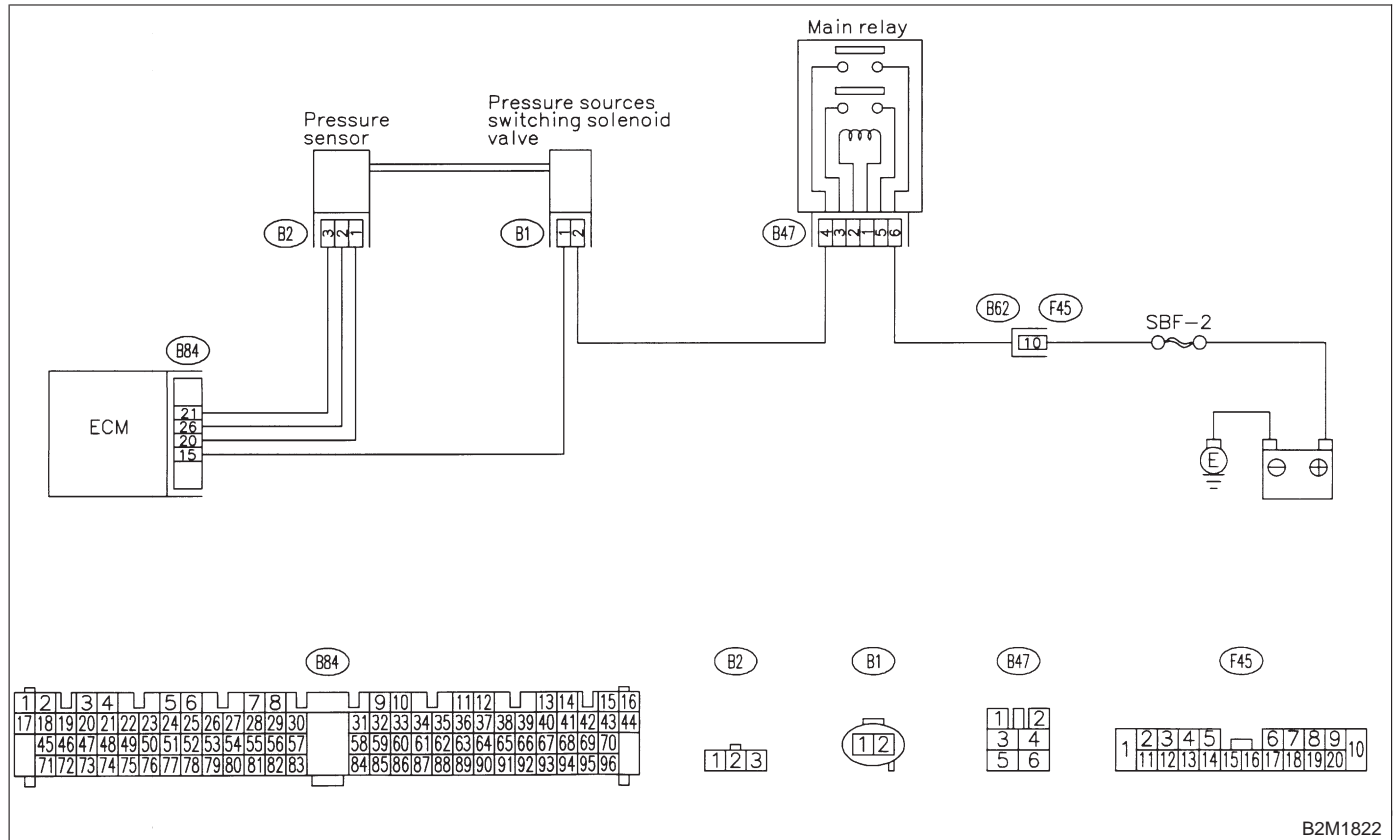 Main relay
Pressure sources
switching solenoid
valve
Pressure
sensor
B2
3 2 1
B1
1 2
B47
4 3 2 1 5 6
B62 F45
10
SBF-2
B84
ECM
21
26
20
15
E
⊖ ⊕
B84
1 2 3 4 5 6 7 8 9 10 11 12 13 14 15 16
17 18 19 20 21 22 23 24 25 26 27 28 29 30 31 32 33 34 35 36 37 38 39 40 41 42 43 44
45 46 47 48 49 50 51 52 53 54 55 56 57 58 59 60 61 62 63 64 65 66 67 68 69 70
71 72 73 74 75 76 77 78 79 80 81 82 83 84 85 86 87 88 89 90 91 92 93 94 95 96
B2
1 2 3
B1
1 2
B47
1 2
3 4
5 6
F45
1 2 3 4 5 6 7 8 9 10
11 12 13 14 15 16 17 18 19 20
B2M1822